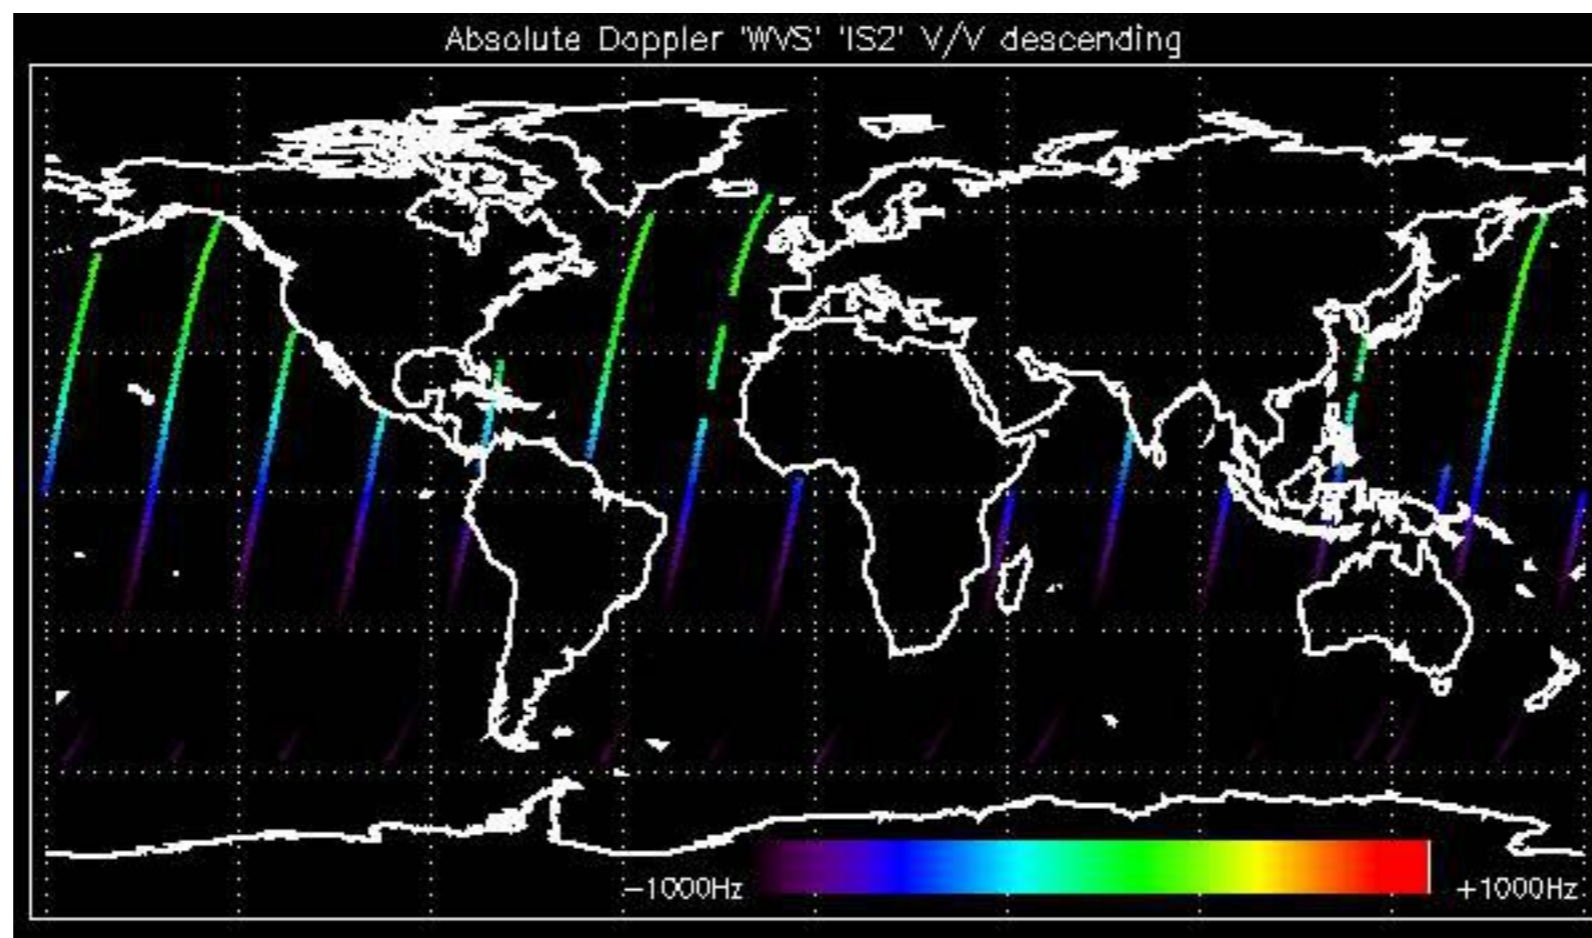 Absolute Doppler 'WVS' 'IS2' V/V descending
−1000Hz
+1000Hz